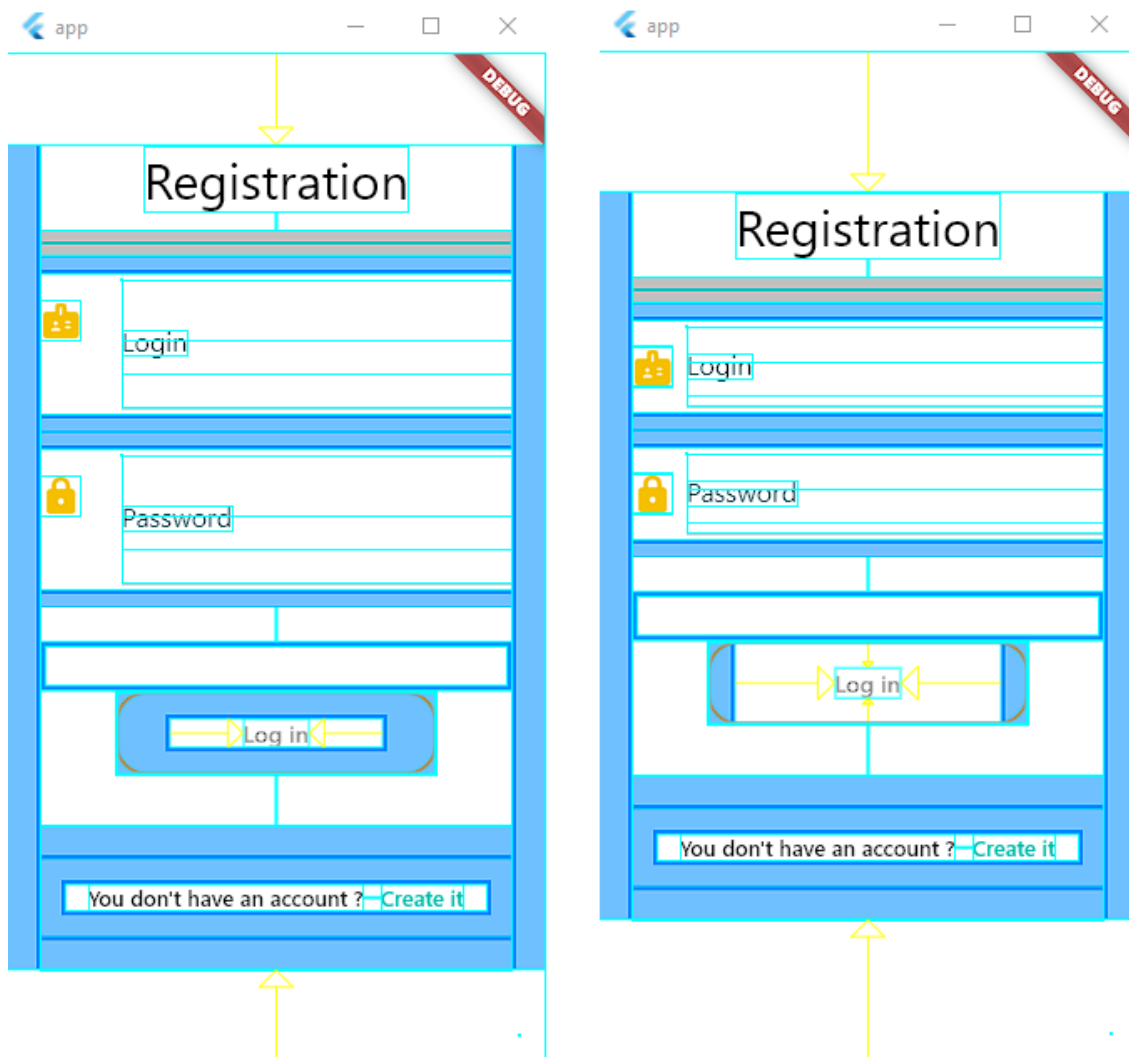 app
DEBUG
Registration
Login
Password
Log in
You don't have an account ? Create it
app
DEBUG
Registration
Login
Password
Log in
You don't have an account ? Create it